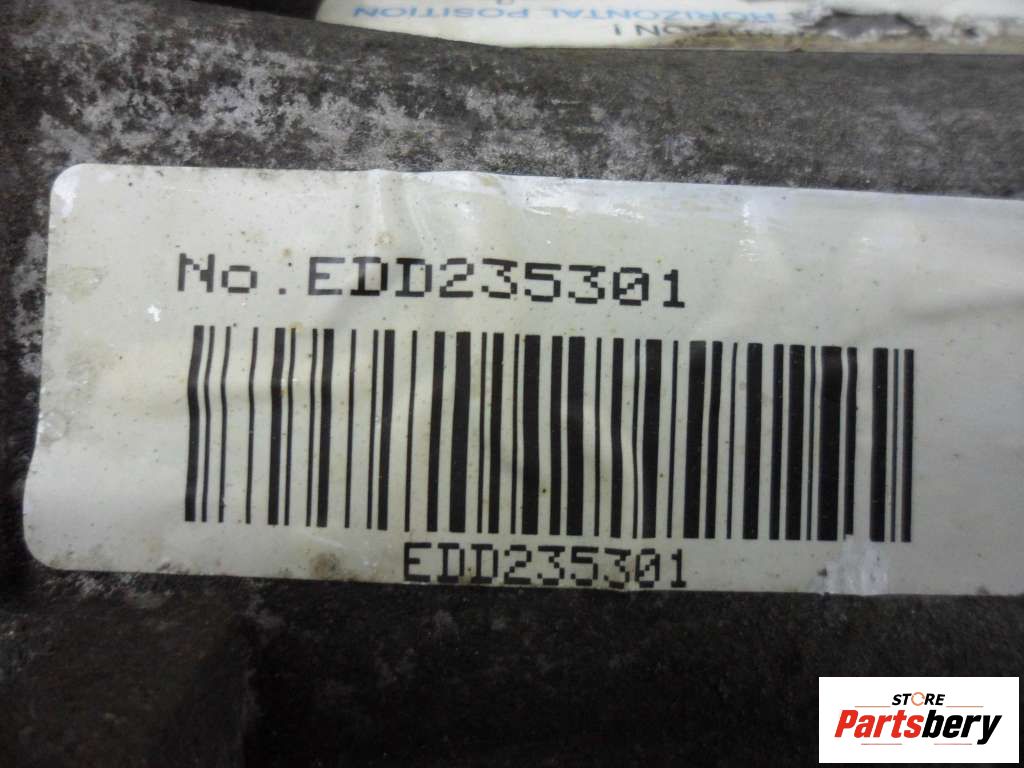 HORIZONTAL POSITION
No.EDD235301
EDD235301
STORE
Partsbery